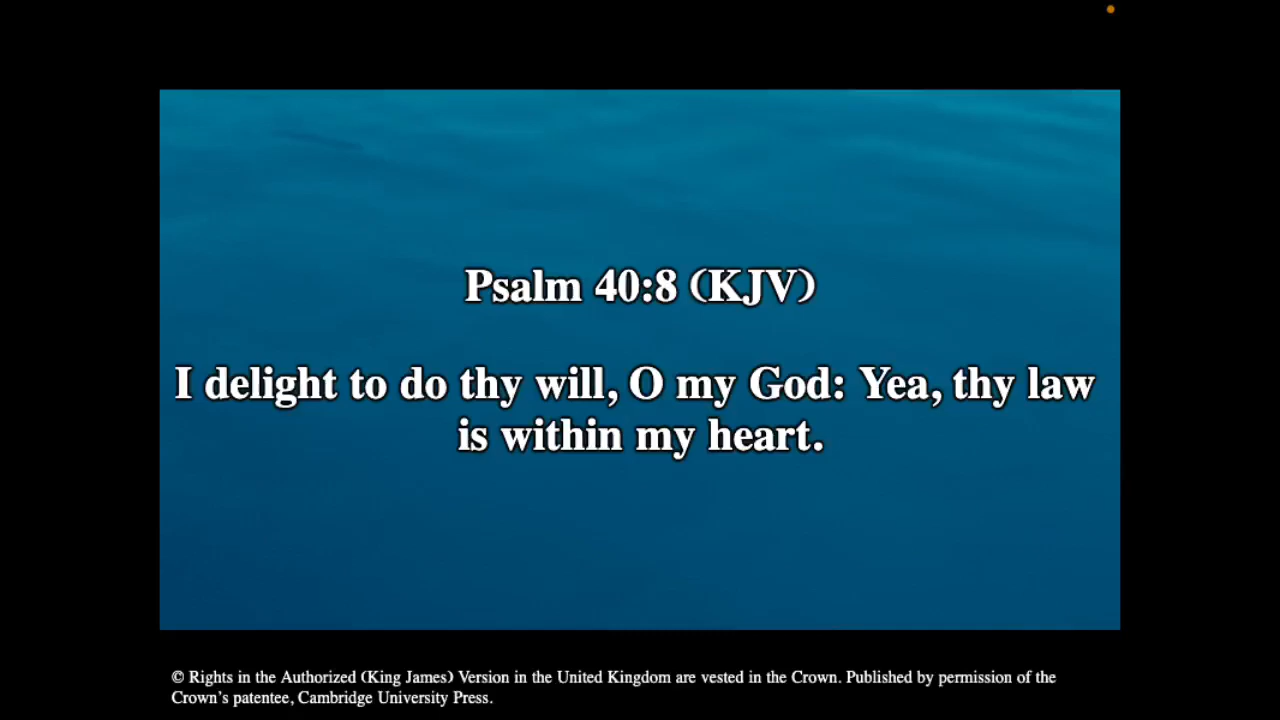 Psalm 40:8 (KJV)
I delight to do thy will, O my God: Yea, thy law
is within my heart.
© Rights in the Authorized (King James) Version in the United Kingdom are vested in the Crown. Published by permission of the
Crown’s patentee, Cambridge University Press.